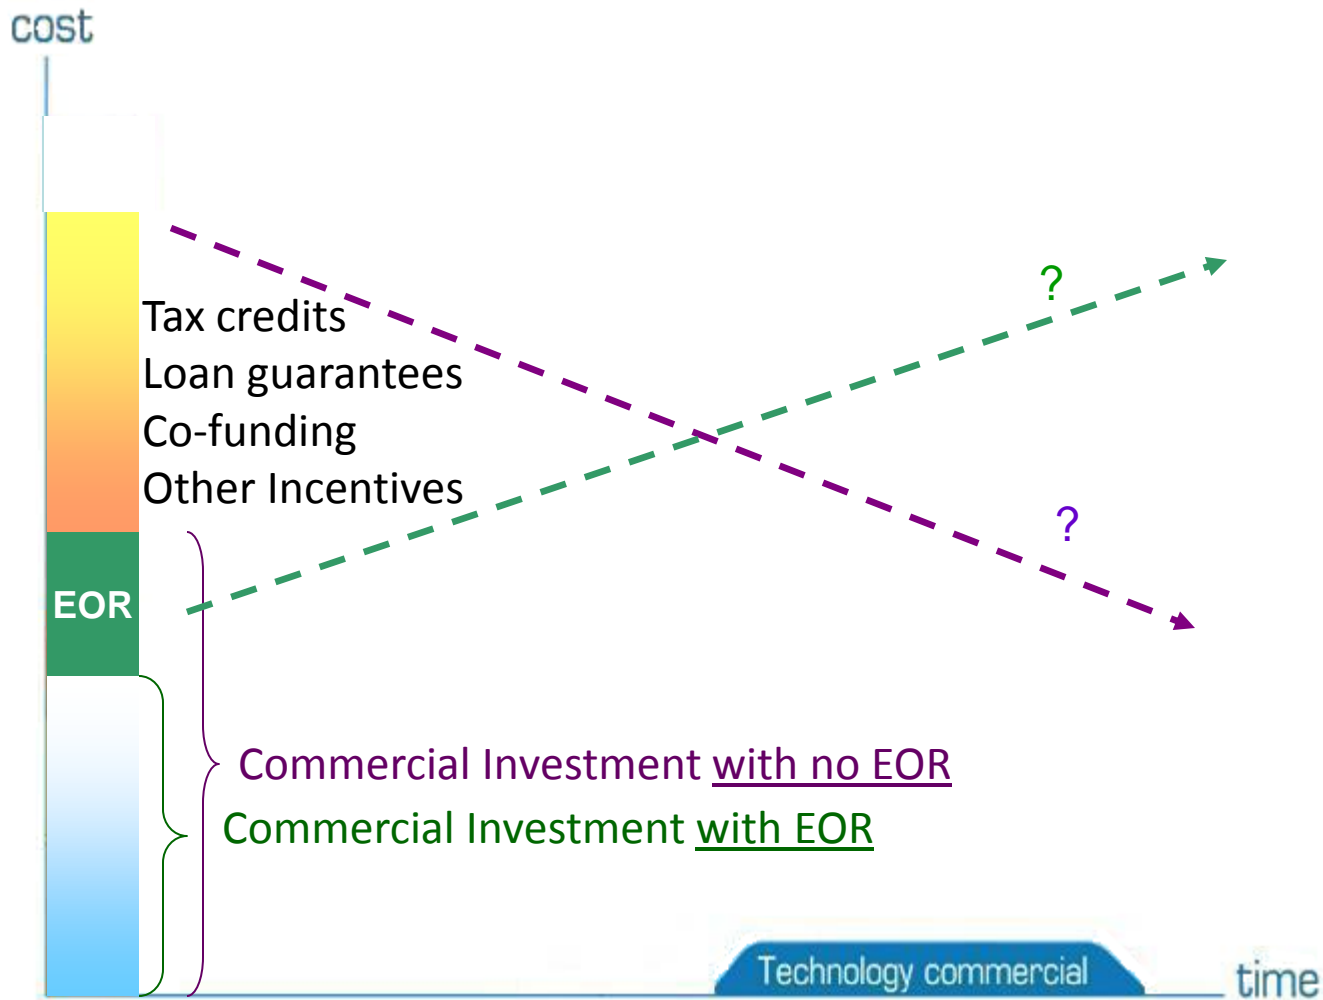 cost
?
Tax credits
Loan guarantees
Co-funding
Other Incentives
?
EOR
Commercial Investment with no EOR
Commercial Investment with EOR
Technology commercial
time